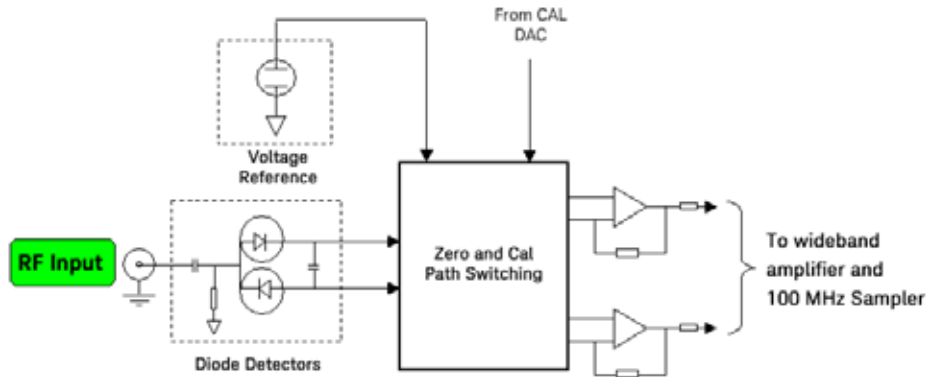 From CAL
DAC
Voltage
Reference
RF Input
Zero and Cal
Path Switching
To wideband
amplifier and
100 MHz Sampler
Diode Detectors